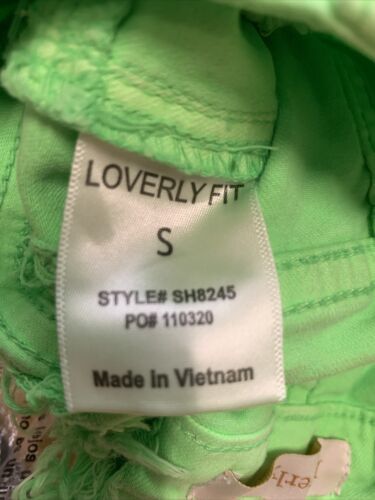 LOVERLY FIT
S
STYLE# SH8245
PO# 110320
Made in Vietnam